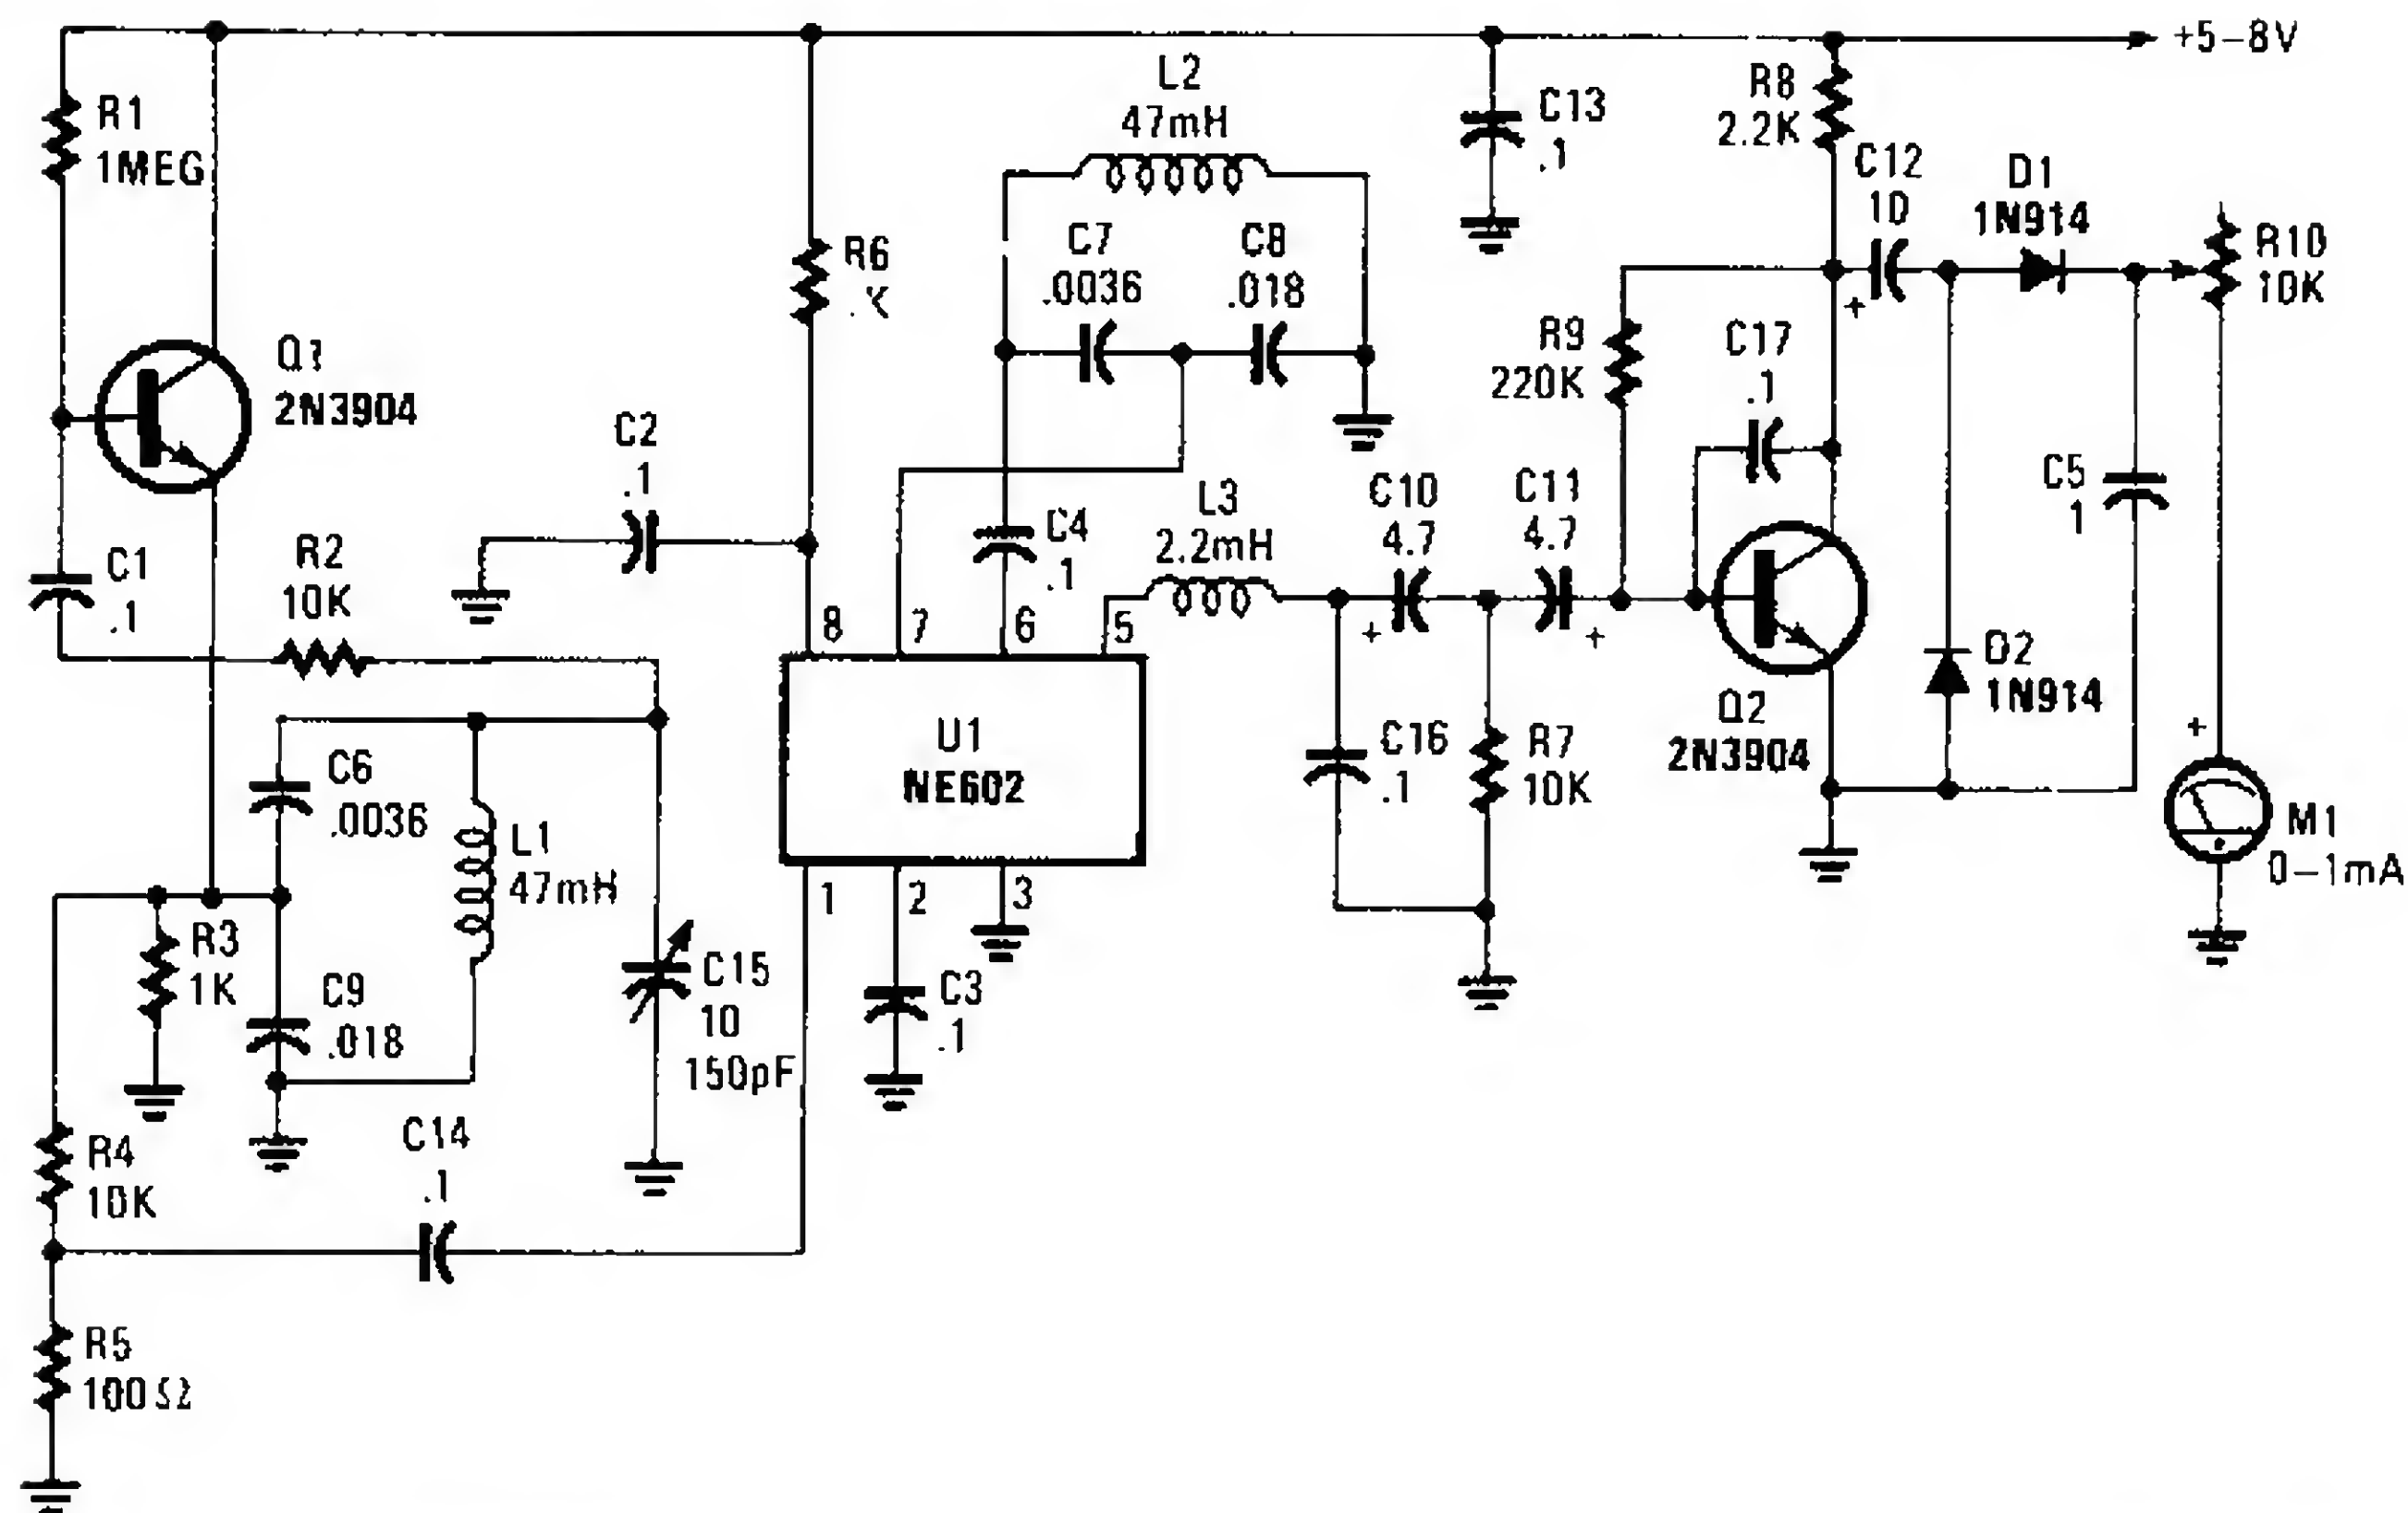 +5-8V
R1
1MEG
Q1
2N3904
C1
.1
R2
10K
C2
.1
R6
L2
47mH
C7
.0036
C8
.018
C4
.1
L3
2.2mH
C13
.1
R8
2.2K
C12
10
D1
1N914
R10
10K
R9
220K
C17
.1
C10
4.7
+
C11
4.7
+
+
C5
1
8
7
6
5
U1
NE602
1
2
3
C6
.0036
L1
47mH
R3
1K
C9
.018
C15
10
150pF
C3
.1
C16
.1
R7
10K
Q2
2N3904
D2
1N914
+
M1
0-1mA
R4
10K
C14
.1
R5
100Ω